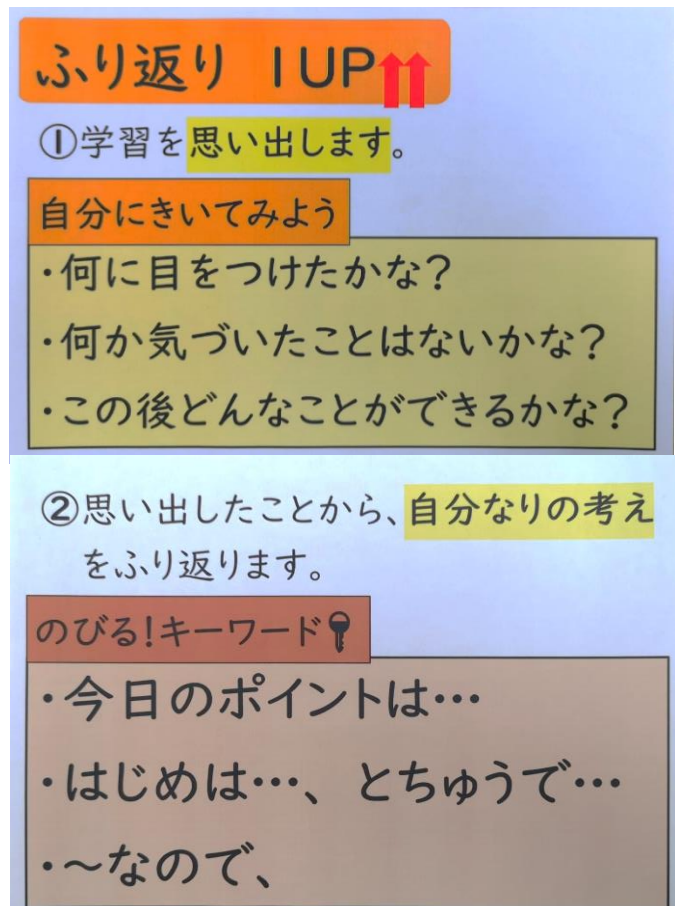 ふり返り 1UP
①学習を思い出します。
自分にきいてみよう
・何に目をつけたかな?
・何か気づいたことはないかな?
・この後どんなことができるかな?
②思い出したことから、自分なりの考え
をふり返ります。
のびる!キーワード
・今日のポイントは…
・はじめは…、とちゅうで…
・~なので、